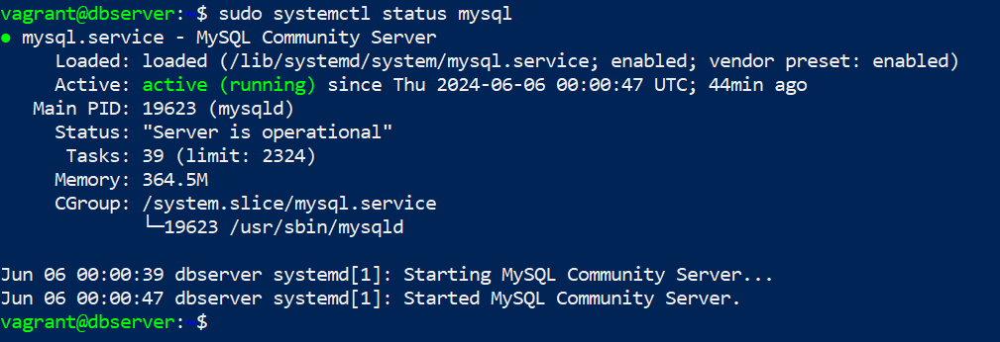 vagrant@dbserver:~$ sudo systemctl status mysql
● mysql.service - MySQL Community Server
Loaded: loaded (/lib/systemd/system/mysql.service; enabled; vendor preset: enabled)
Active: active (running) since Thu 2024-06-06 00:00:47 UTC; 44min ago
Main PID: 19623 (mysqld)
Status: "Server is operational"
Tasks: 39 (limit: 2324)
Memory: 364.5M
CGroup: /system.slice/mysql.service
└─19623 /usr/sbin/mysqld
Jun 06 00:00:39 dbserver systemd[1]: Starting MySQL Community Server...
Jun 06 00:00:47 dbserver systemd[1]: Started MySQL Community Server.
vagrant@dbserver:~$